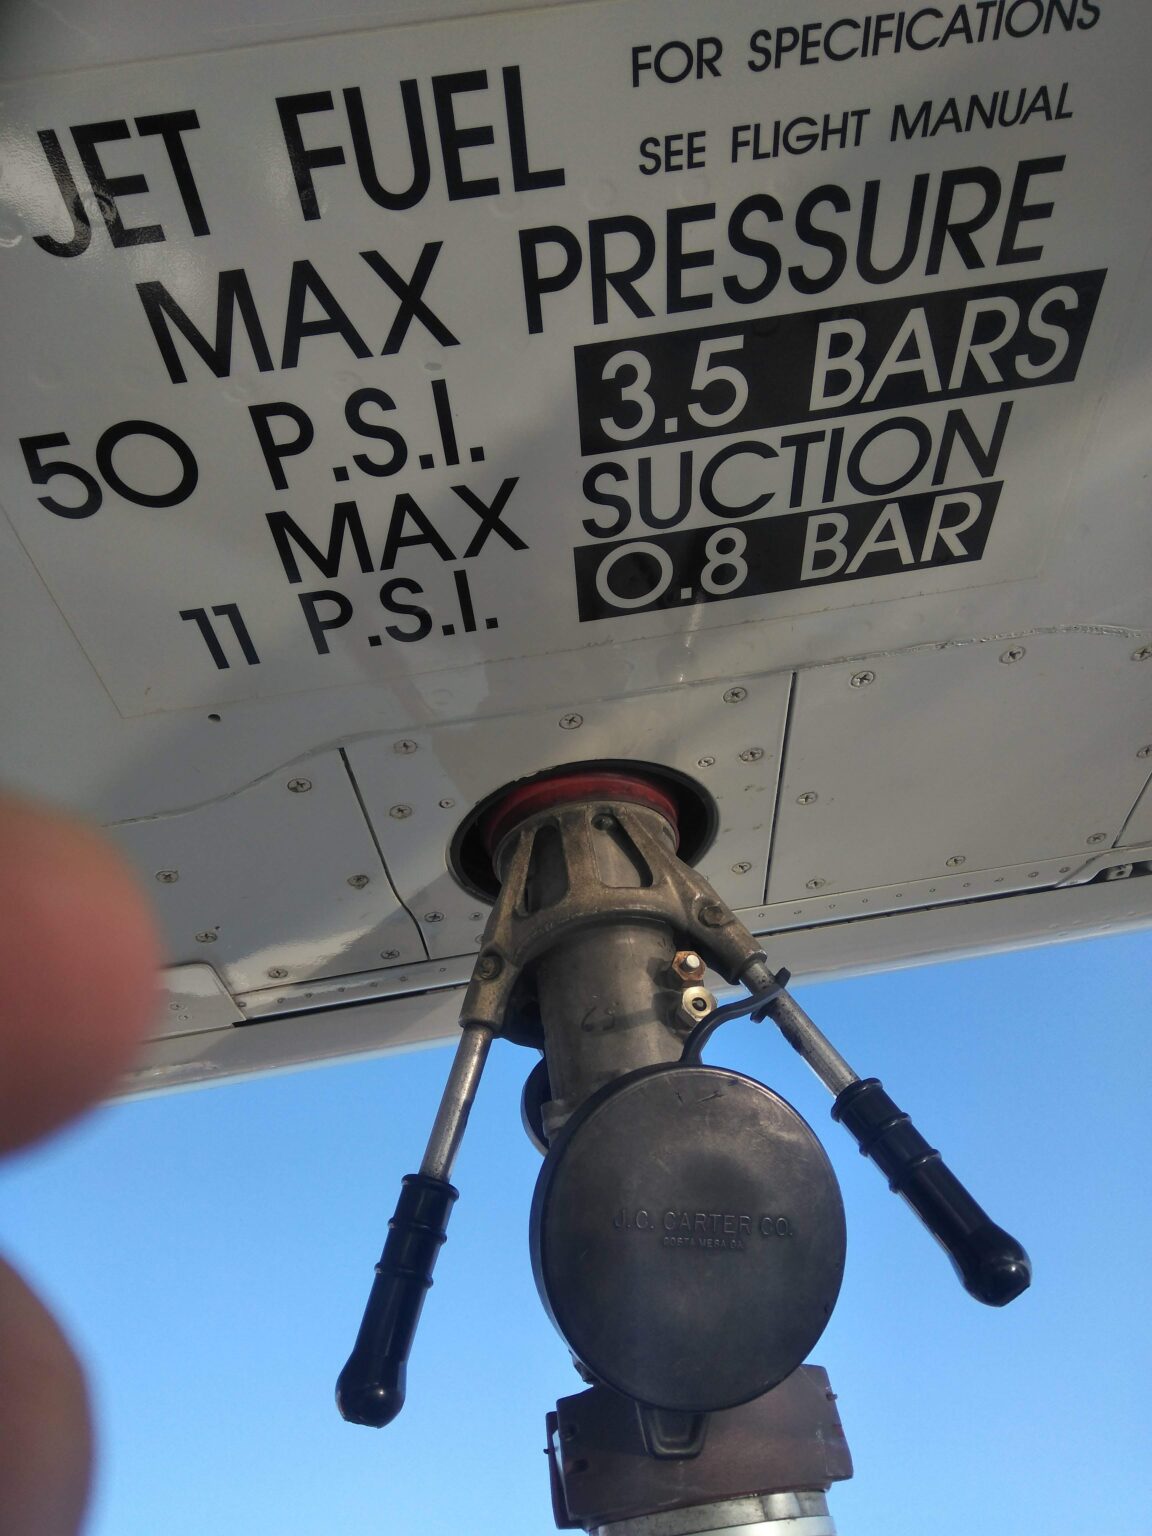 JET FUEL
FOR SPECIFICATIONS
SEE FLIGHT MANUAL
MAX PRESSURE
50 P.S.I. 3.5 BARS
MAX SUCTION
11 P.S.I. 0.8 BAR
J.C. CARTER CO.
COSTA MESA CA.